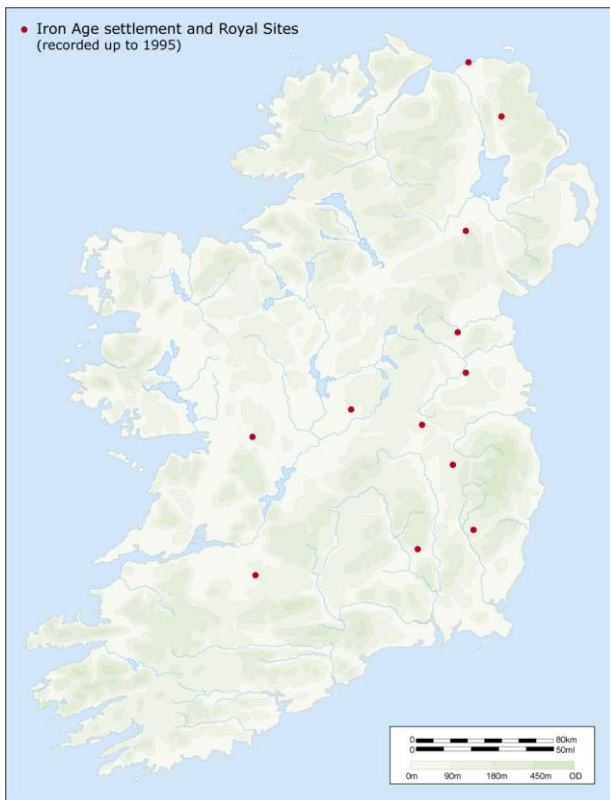 Iron Age settlement and Royal Sites
(recorded up to 1995)
0 80km
0 50ml
0m 90m 180m 450m OD